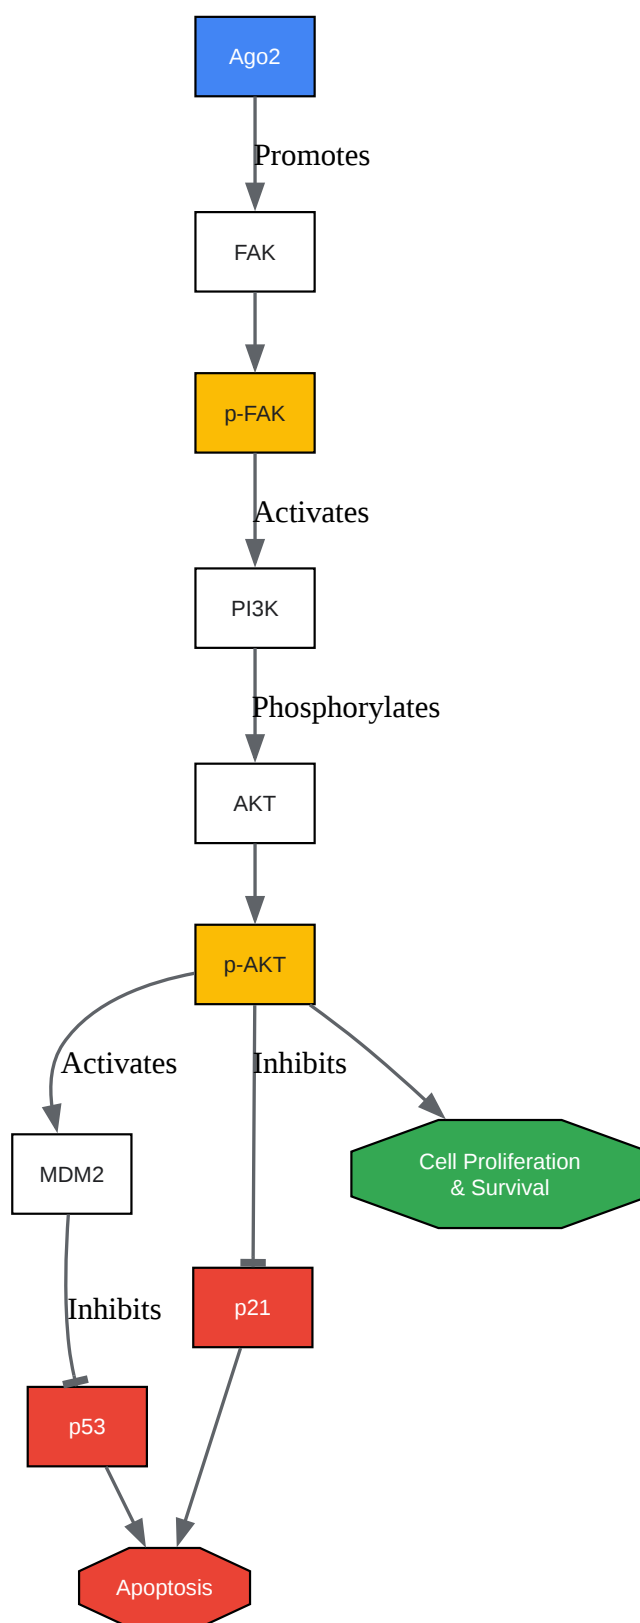 Ago2
Promotes
FAK
p-FAK
Activates
PI3K
Phosphorylates
AKT
p-AKT
Activates
Inhibits
Cell Proliferation
& Survival
MDM2
Inhibits
p21
p53
Apoptosis